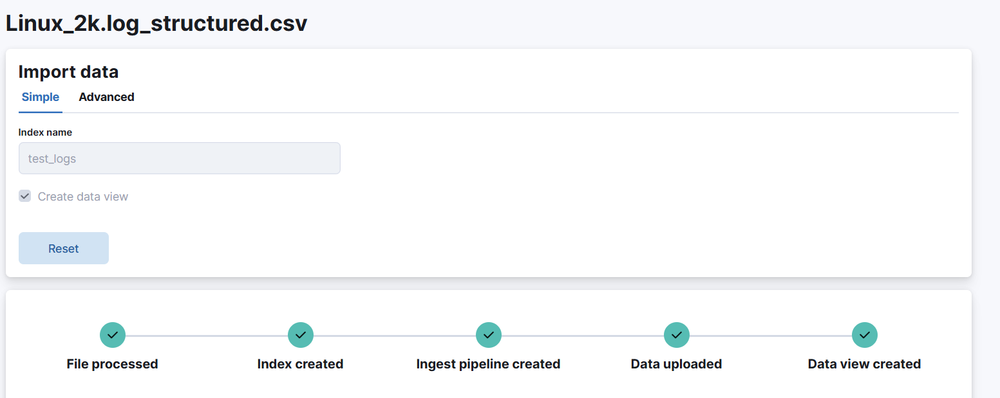 Linux_2k.log_structured.csv
Import data
Simple Advanced
Index name
test_logs
Create data view
Reset
File processed Index created Ingest pipeline created Data uploaded Data view created